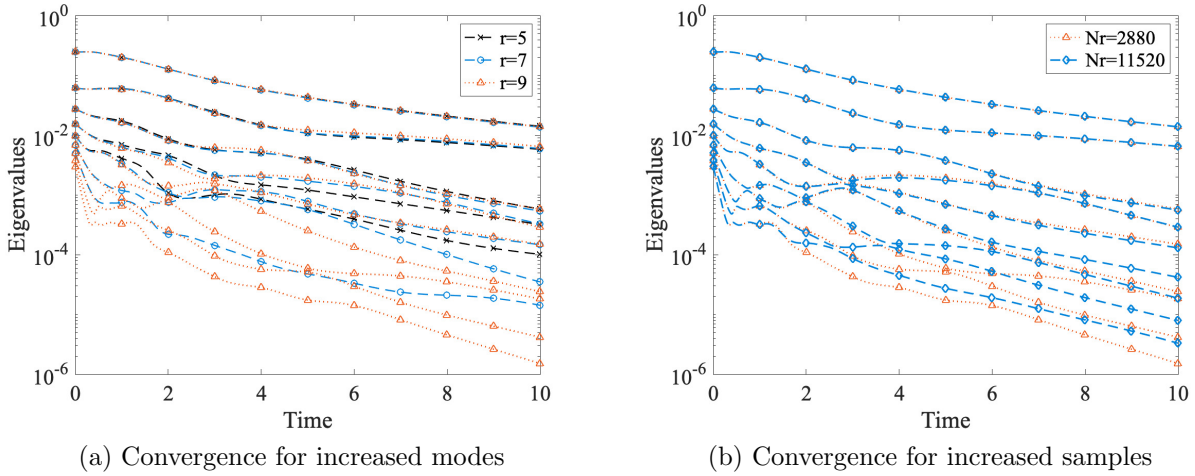 10^0
10^-2
10^-4
10^-6
Eigenvalues
0 2 4 6 8 10
Time
r=5
r=7
r=9
(a) Convergence for increased modes
10^0
10^-2
10^-4
10^-6
Eigenvalues
0 2 4 6 8 10
Time
Nr=2880
Nr=11520
(b) Convergence for increased samples